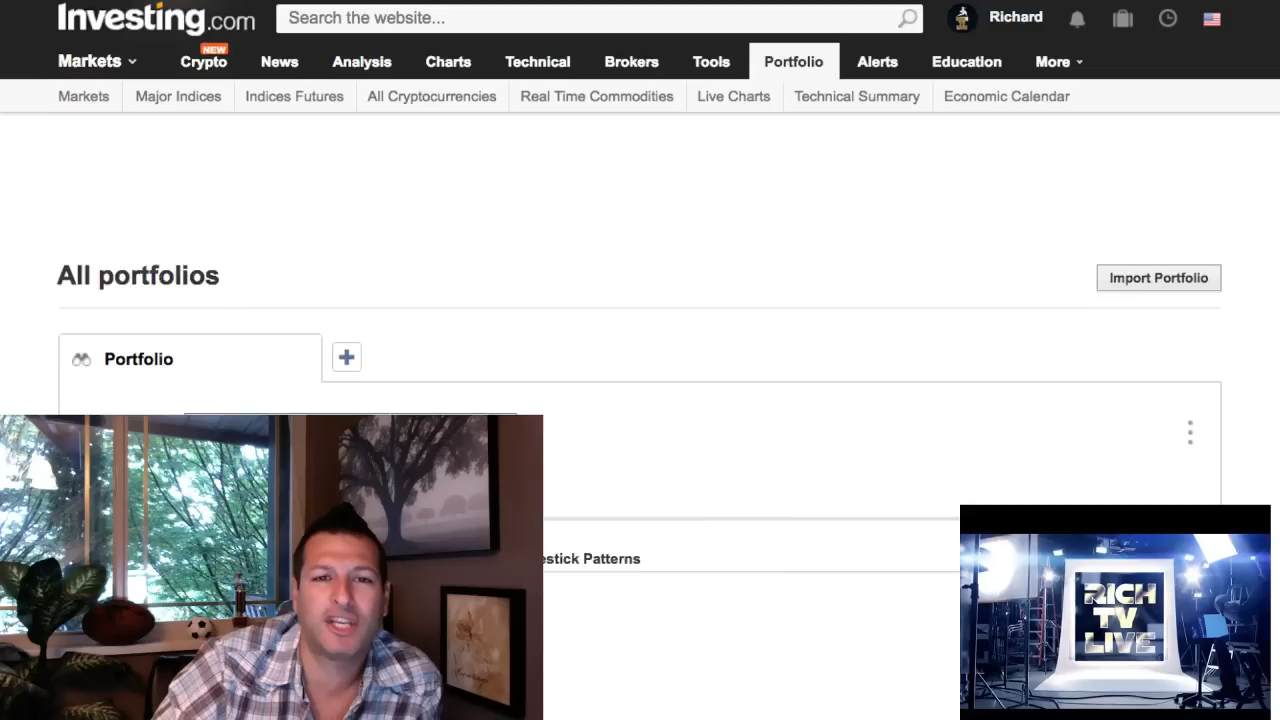 Investing.com
Search the website...
Richard
NEW
Markets Crypto News Analysis Charts Technical Brokers Tools Portfolio Alerts Education More
Markets Major Indices Indices Futures All Cryptocurrencies Real Time Commodities Live Charts Technical Summary Economic Calendar
All portfolios
Import Portfolio
Portfolio
estick Patterns
RICH
TV
LIVE